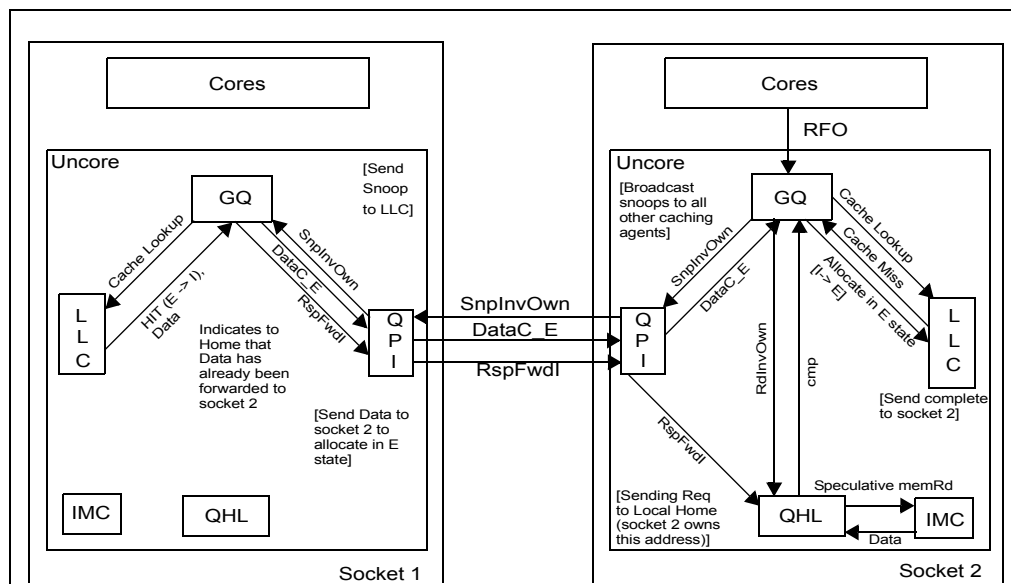 Cores
Uncore
[Send
Snoop
to LLC]
GQ
Cache Lookup
HIT (E -> I),
Data
SnpInvOwn
DataC_E
RspFwdI
L
L
C
Q
P
I
Indicates to
Home that
Data has
already been
forwarded to
socket 2
[Send Data to
socket 2 to
allocate in E
state]
IMC
QHL
Socket 1
SnpInvOwn
DataC_E
RspFwdI
Cores
RFO
Uncore
[Broadcast
snoops to all
other caching
agents]
GQ
Cache Lookup
Cache Miss
Allocate in E state
[I-> E]
SnpInvOwn
DataC_E
Q
P
I
L
L
C
RdInvOwn
cmp
[Send complete
to socket 2]
RspFwdI
[Sending Req
to Local Home
(socket 2 owns
this address)]
QHL
Speculative memRd
Data
IMC
Socket 2